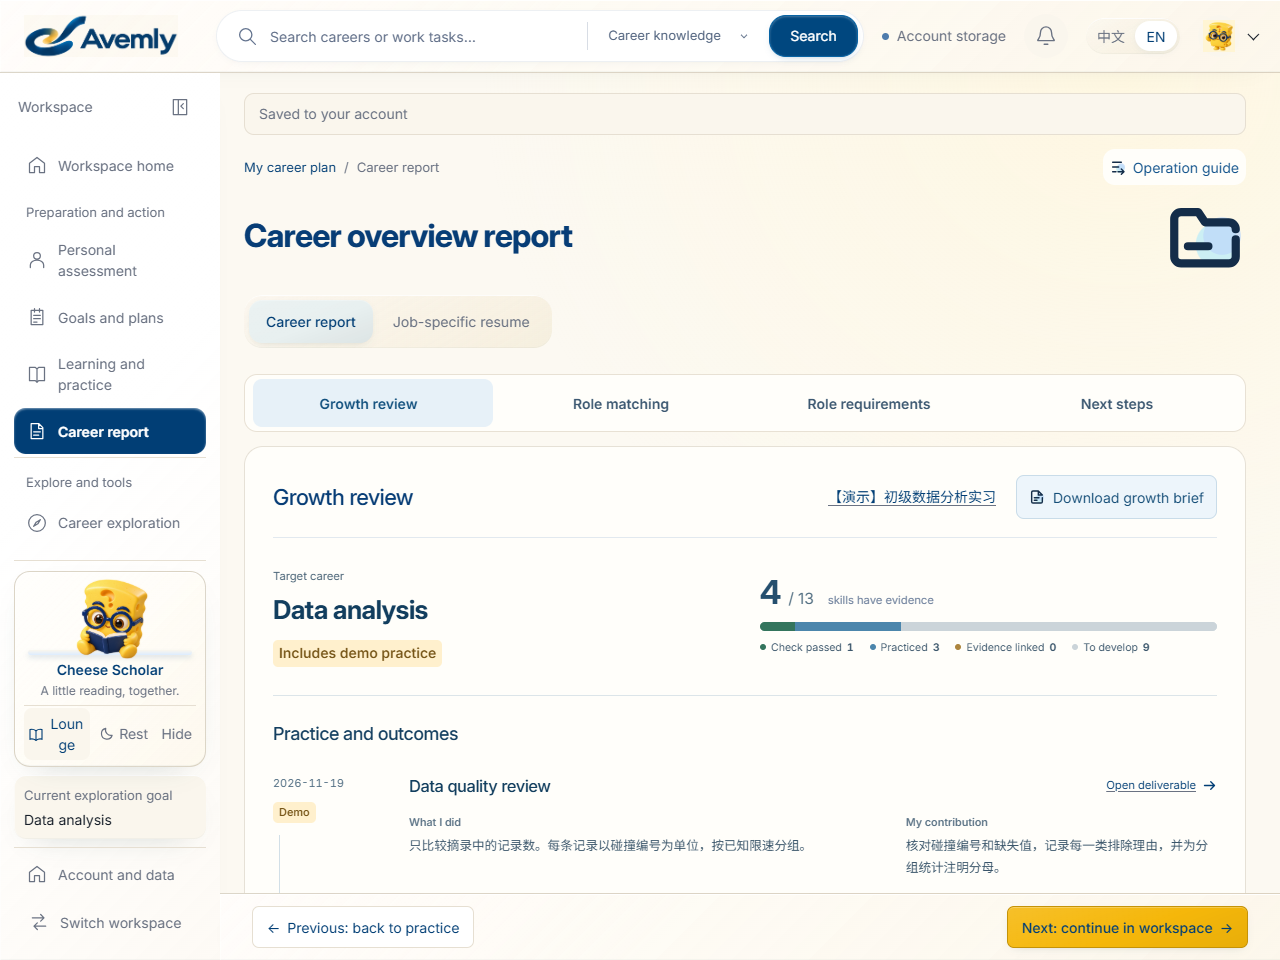 Avemly
Search careers or work tasks...
Career knowledge
Search
Account storage
中文
EN
Workspace
Workspace home
Preparation and action
Personal
assessment
Goals and plans
Learning and
practice
Career report
Explore and tools
Career exploration
Cheese Scholar
A little reading, together.
Loun
ge
Rest
Hide
Current exploration goal
Data analysis
Account and data
Switch workspace
Saved to your account
My career plan / Career report
Operation guide
Career overview report
Career report
Job-specific resume
Growth review
Role matching
Role requirements
Next steps
Growth review
【演示】初级数据分析实习
Download growth brief
Target career
Data analysis
Includes demo practice
4 / 13 skills have evidence
Check passed 1
Practiced 3
Evidence linked 0
To develop 9
Practice and outcomes
2026-11-19
Demo
Data quality review
Open deliverable →
What I did
只比较摘录中的记录数。每条记录以碰撞编号为单位，按已知限速分组。
My contribution
核对碰撞编号和缺失值，记录每一类排除理由，并为分
组统计注明分母。
← Previous: back to practice
Next: continue in workspace →